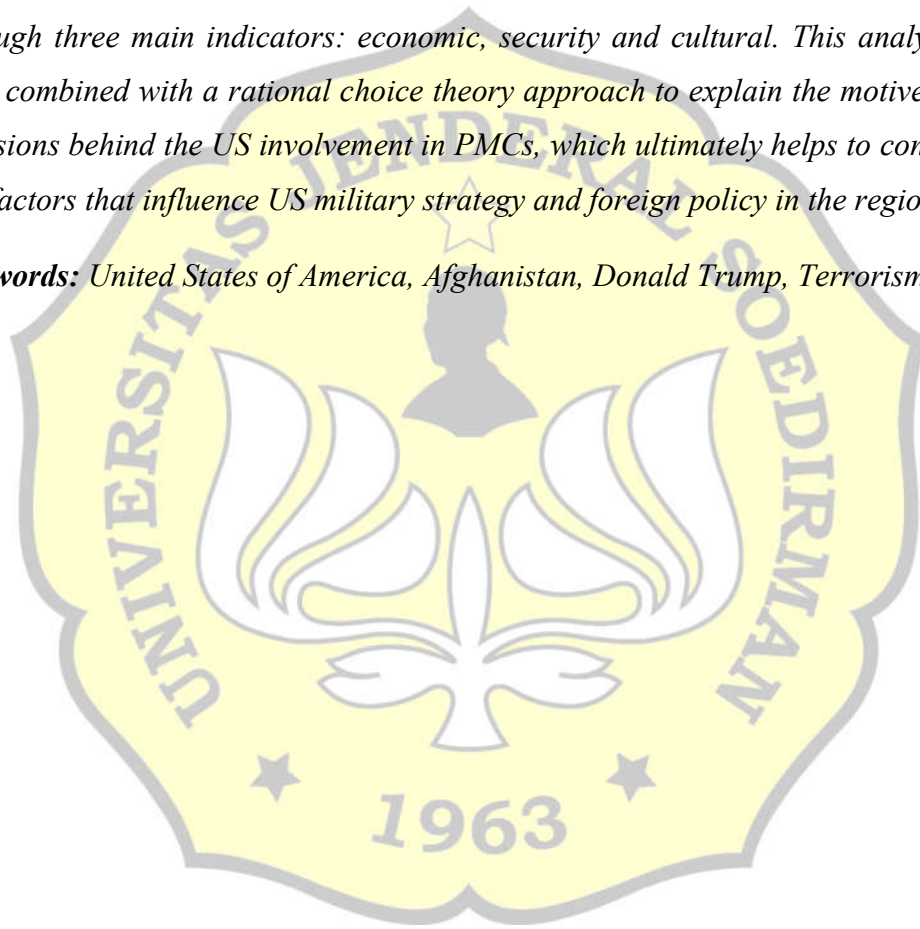 ugh three main indicators: economic, security and cultural. This analy
combined with a rational choice theory approach to explain the motive
sions behind the US involvement in PMCs, which ultimately helps to con
factors that influence US military strategy and foreign policy in the regio
words: United States of America, Afghanistan, Donald Trump, Terrorism
UNIVERSITAS JENDERAL SOEDIRMAN
1963